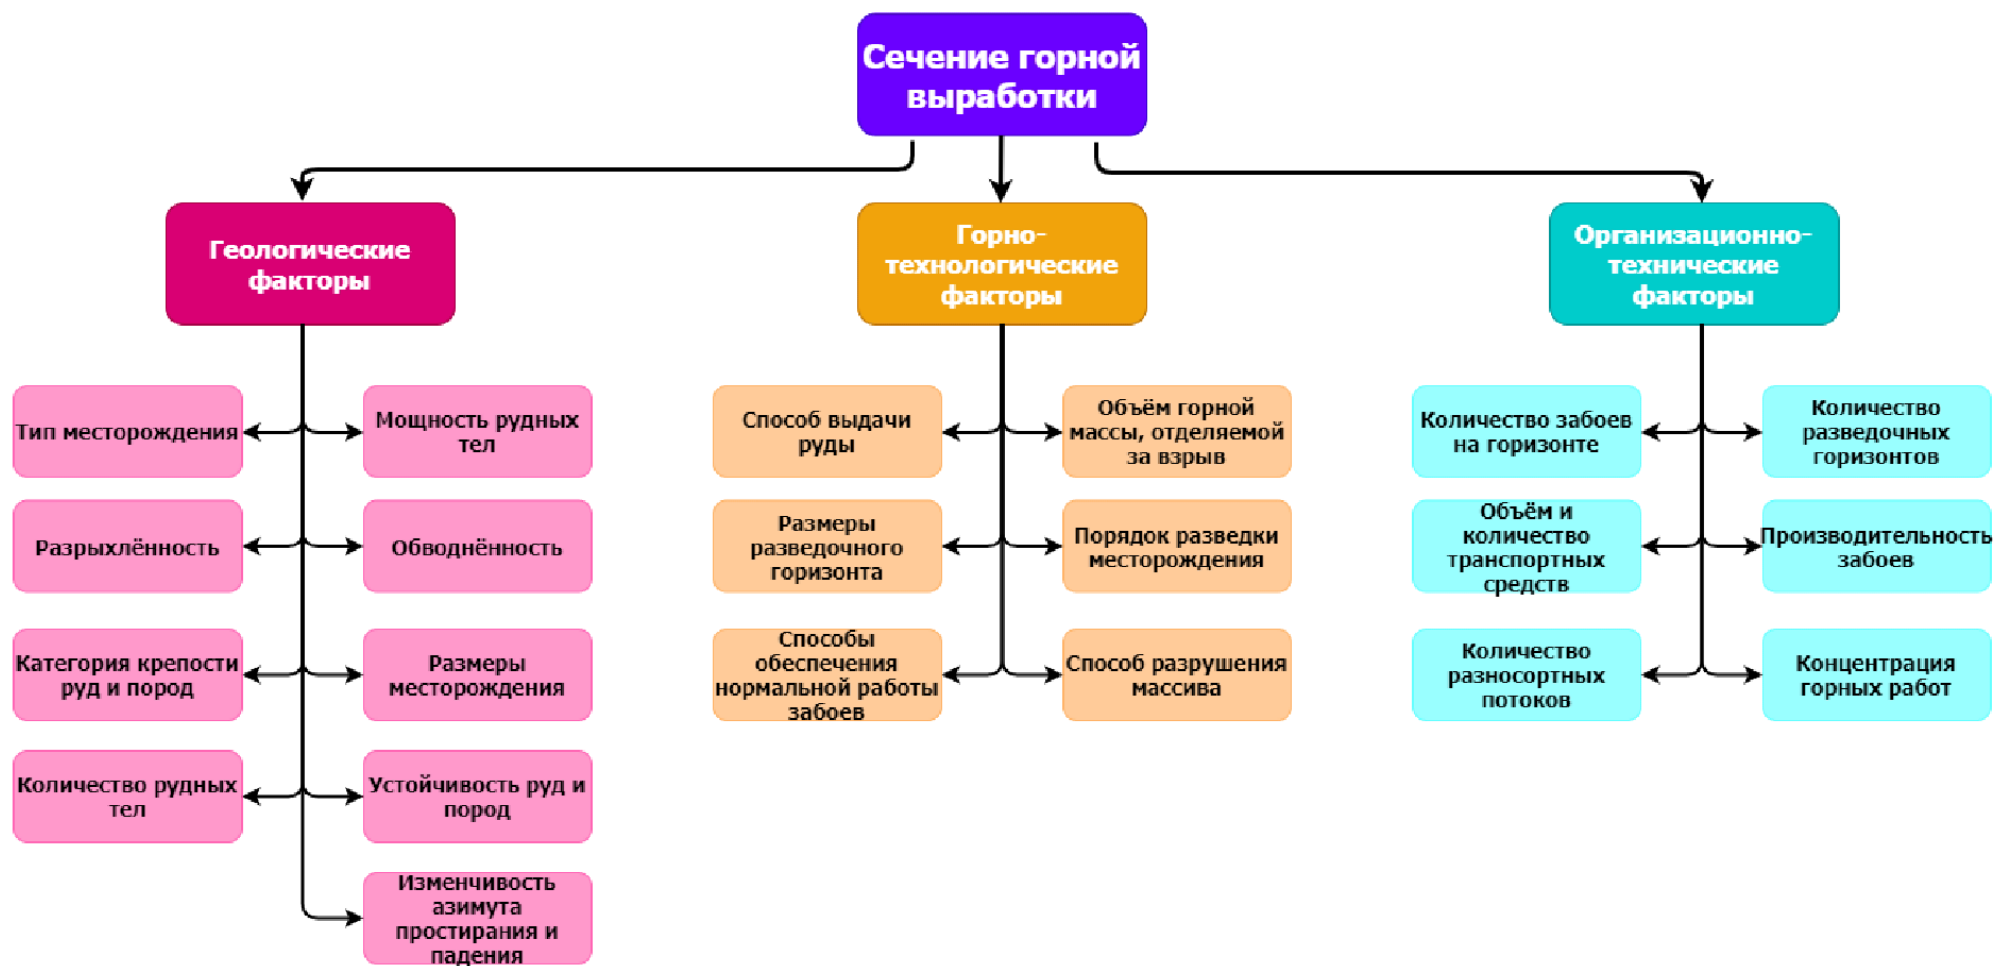 Сечение горной
выработки
Геологические
факторы
Горно-
технологические
факторы
Организационно-
технические
факторы
Тип месторождения
Мощность рудных
тел
Разрыхлённость
Обводнённость
Категория крепости
руд и пород
Размеры
месторождения
Количество рудных
тел
Устойчивость руд и
пород
Изменчивость
азимута
простирания и
падения
Способ выдачи
руды
Объём горной
массы, отделяемой
за взрыв
Размеры
разведочного
горизонта
Порядок разведки
месторождения
Способы
обеспечения
нормальной работы
забоев
Способ разрушения
массива
Количество забоев
на горизонте
Количество
разведочных
горизонтов
Объём и
количество
транспортных
средств
Производительность
забоев
Количество
разносортных
потоков
Концентрация
горных работ